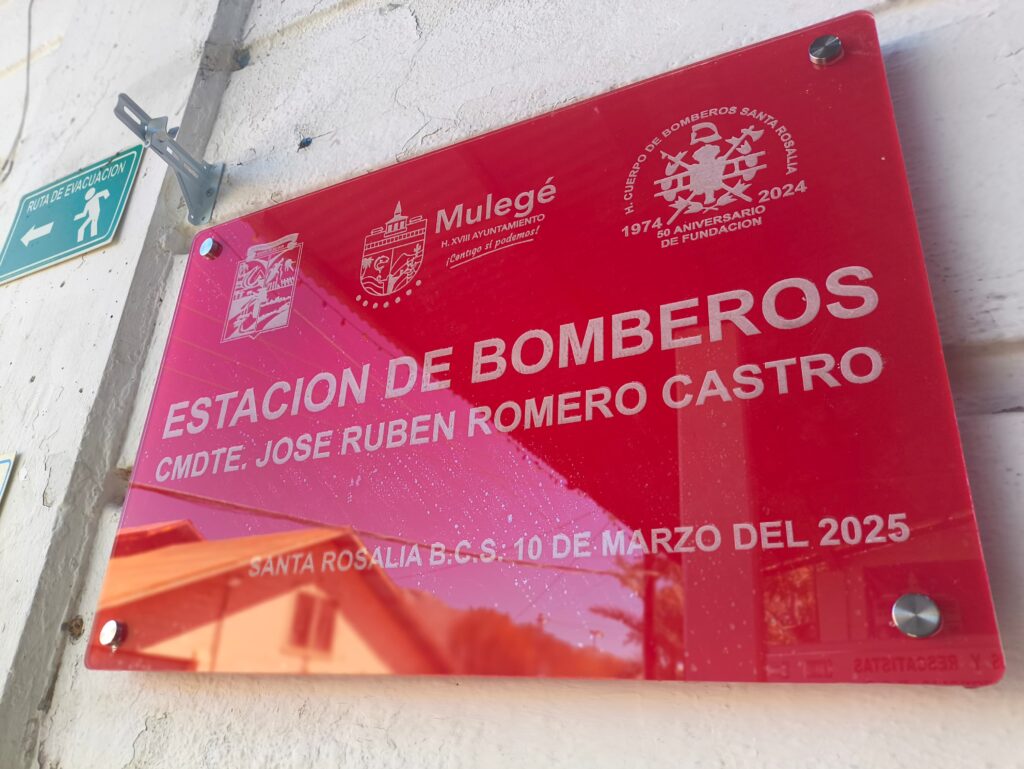 RUTA DE EVACUACION
Mulegé
H. XVIII AYUNTAMIENTO
¡Contigo sí podemos!
H. CUERPO DE BOMBEROS SANTA ROSALIA
1974 2024
50 ANIVERSARIO
DE FUNDACION
ESTACION DE BOMBEROS
CMDTE. JOSE RUBEN ROMERO CASTRO
SANTA ROSALIA B.C.S. 10 DE MARZO DEL 2025
S Y RESCATISTAS